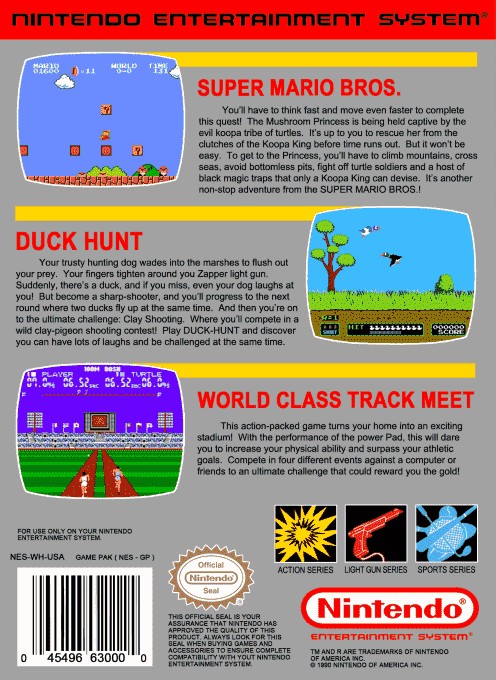 NINTENDO ENTERTAINMENT SYSTEM®
MARIO WORLD TIME
01600 ×11 0-0 131
SUPER MARIO BROS.
You'll have to think fast and move even faster to complete
this quest! The Mushroom Princess is being held captive by the
evil koopa tribe of turtles. It's up to you to rescue her from the
clutches of the Koopa King before time runs out. But it won't be
easy. To get to the Princess, you'll have to climb mountains, cross
seas, avoid bottomless pits, fight off turtle soldiers and a host of
black magic traps that only a Koopa King can devise. It's another
non-stop adventure from the SUPER MARIO BROS.!
DUCK HUNT
Your trusty hunting dog wades into the marshes to flush out
your prey. Your fingers tighten around you Zapper light gun.
Suddenly, there's a duck, and if you miss, even your dog laughs at
you! But become a sharp-shooter, and you'll progress to the next
round where two ducks fly up at the same time. And then you're on
to the ultimate challenge: Clay Shooting. Where you'll compete in a
wild clay-pigeon shooting contest! Play DUCK-HUNT and discover
you can have lots of laughs and be challenged at the same time.
R=1
SHOT HIT 000000
SCORE
100M DASH
PLAYER TURTLE
WORLD CLASS TRACK MEET
This action-packed game turns your home into an exciting
stadium! With the performance of the power Pad, this will dare
you to increase your physical ability and surpass your athletic
goals. Compete in four different events against a computer or
friends to an ultimate challenge that could reward you the gold!
FOR USE ONLY ON YOUR NINTENDO
ENTERTAINMENT SYSTEM.
NES-WH-USA GAME PAK ( NES - GP )
0 45496 63000 0
Official
Nintendo
Seal
THIS OFFICIAL SEAL IS YOUR
ASSURANCE THAT NINTENDO HAS
APPROVED THE QUALITY OF THIS
PRODUCT. ALWAYS LOOK FOR THIS
SEAL WHEN BUYING GAMES AND
ACCESSORIES TO ENSURE COMPLETE
COMPATIBILITY WITH YOUT NINTENDO
ENTERTAINMENT SYSTEM.
ACTION SERIES LIGHT GUN SERIES SPORTS SERIES
Nintendo®
ENTERTAINMENT SYSTEM®
TM AND R ARE TRADEMARKS OF NINTENDO
OF AMERICA INC.
© 1990 NINTENDO OF AMERICA INC.